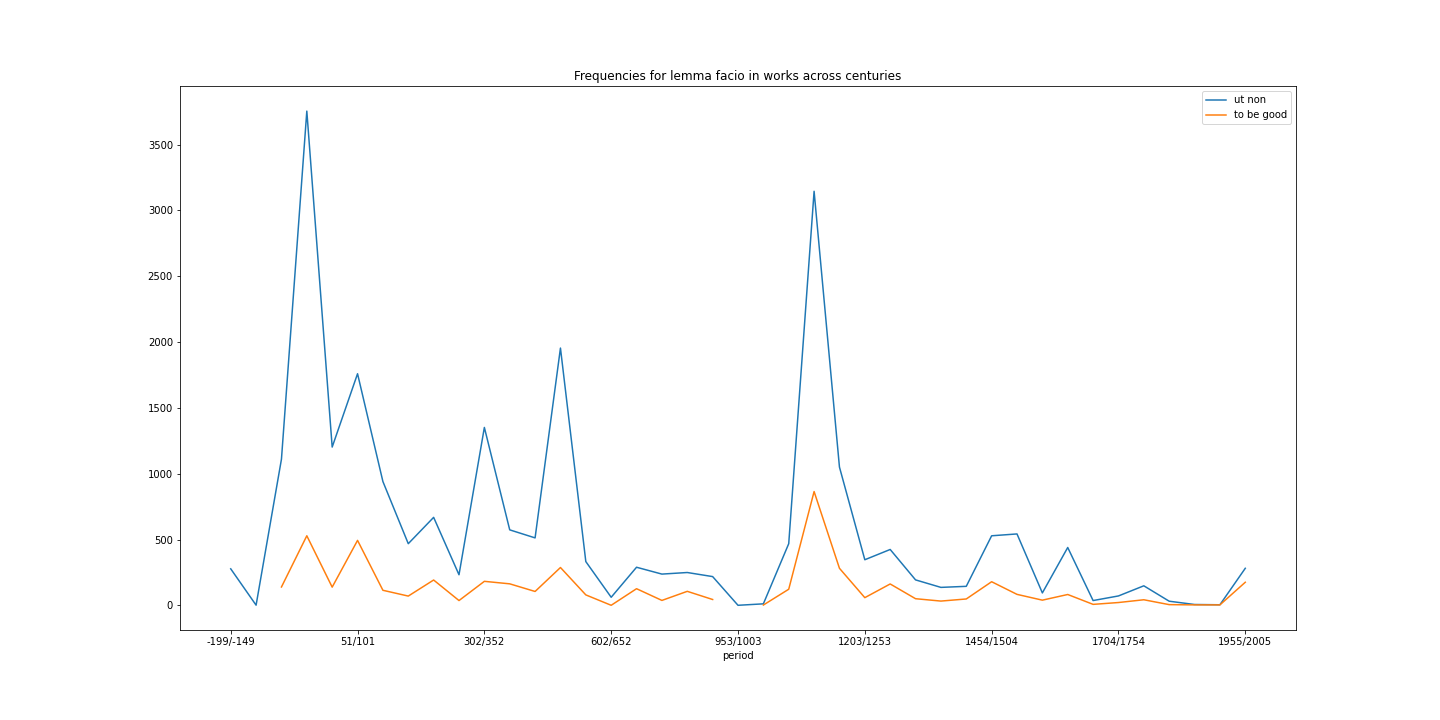 Frequencies for lemma facio in works across centuries
ut non
to be good
3500
3000
2500
2000
1500
1000
500
0
-199/-149 51/101 302/352 602/652 953/1003 1203/1253 1454/1504 1704/1754 1955/2005
period